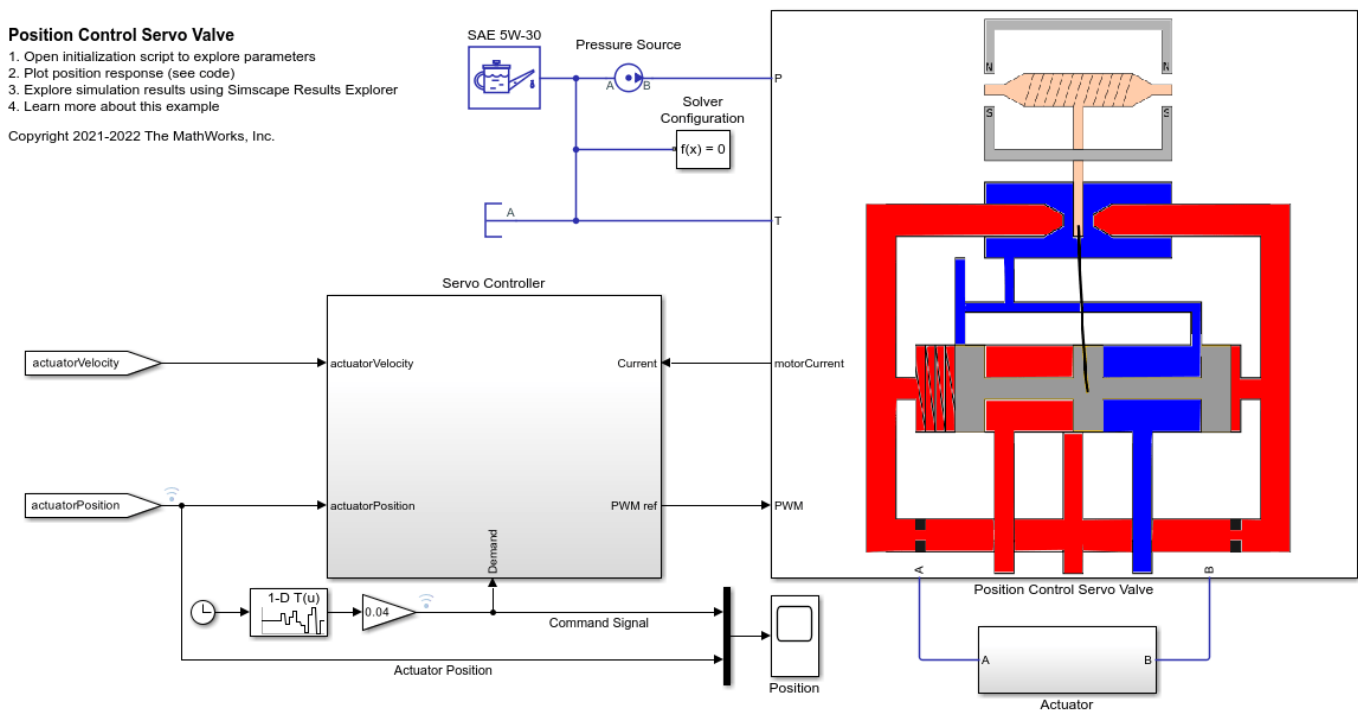 Position Control Servo Valve
1. Open initialization script to explore parameters
2. Plot position response (see code)
3. Explore simulation results using Simscape Results Explorer
4. Learn more about this example
Copyright 2021-2022 The MathWorks, Inc.
SAE 5W-30
Pressure Source
A
B
P
Solver
Configuration
f(x) = 0
A
T
N
N
S
S
Servo Controller
actuatorVelocity
actuatorVelocity
Current
motorCurrent
actuatorPosition
actuatorPosition
PWM ref
PWM
Demand
A
B
Position Control Servo Valve
1-D T(u)
0.04
Command Signal
Actuator Position
Position
A
B
Actuator